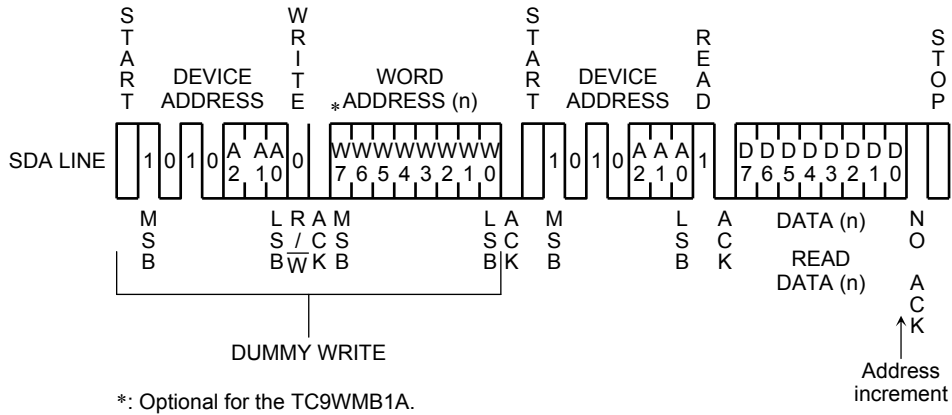 START
WRITE
START
READ
STOP
DEVICE ADDRESS
*WORD ADDRESS (n)
DEVICE ADDRESS
SDA LINE
1 0 1 0 A2 A1 A0 0
W7 W6 W5 W4 W3 W2 W1 W0
1 0 1 0 A2 A1 A0 1
D7 D6 D5 D4 D3 D2 D1 D0
MSB
LSB
R/W
ACK
MSB
LSB
ACK
MSB
LSB
ACK
DATA (n)
READ
DATA (n)
NO ACK
DUMMY WRITE
Address
increment
*: Optional for the TC9WMB1A.